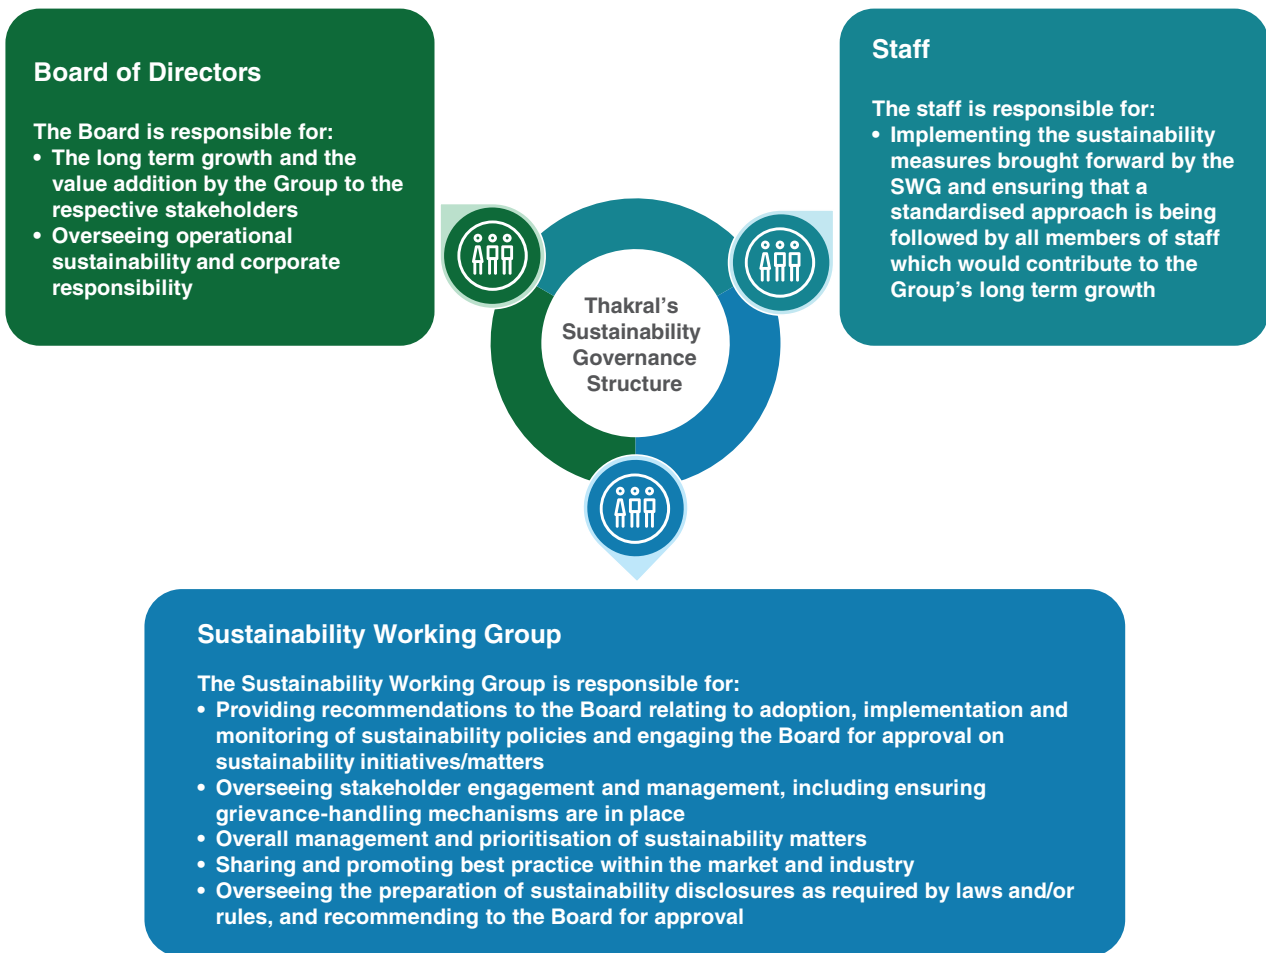 Board of Directors
The Board is responsible for:
• The long term growth and the
value addition by the Group to the
respective stakeholders
• Overseeing operational
sustainability and corporate
responsibility
Staff
The staff is responsible for:
• Implementing the sustainability
measures brought forward by the
SWG and ensuring that a
standardised approach is being
followed by all members of staff
which would contribute to the
Group’s long term growth
Thakral’s
Sustainability
Governance
Structure
Sustainability Working Group
The Sustainability Working Group is responsible for:
• Providing recommendations to the Board relating to adoption, implementation and
monitoring of sustainability policies and engaging the Board for approval on
sustainability initiatives/matters
• Overseeing stakeholder engagement and management, including ensuring
grievance-handling mechanisms are in place
• Overall management and prioritisation of sustainability matters
• Sharing and promoting best practice within the market and industry
• Overseeing the preparation of sustainability disclosures as required by laws and/or
rules, and recommending to the Board for approval